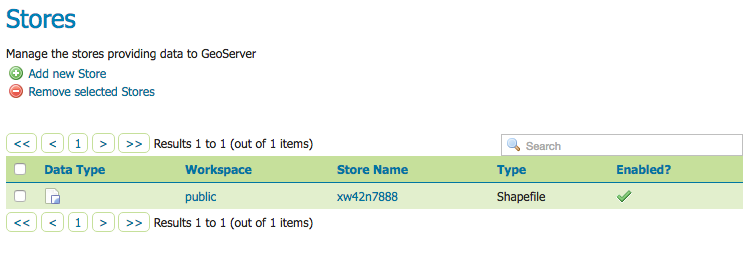 Stores
Manage the stores providing data to GeoServer
Add new Store
Remove selected Stores
<< < 1 > >> Results 1 to 1 (out of 1 items) Search
Data Type Workspace Store Name Type Enabled?
public xw42n7888 Shapefile
<< < 1 > >> Results 1 to 1 (out of 1 items)